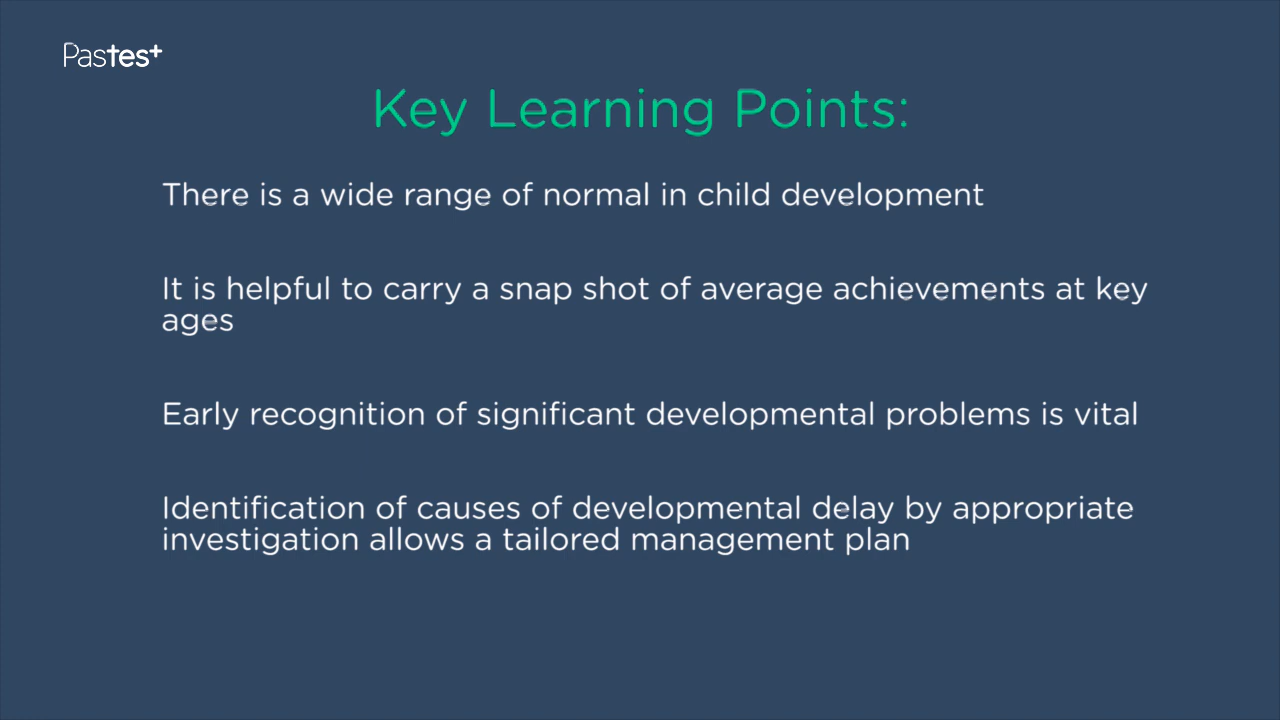 Pastest
Key Learning Points:
There is a wide range of normal in child development
It is helpful to carry a snap shot of average achievements at key
ages
Early recognition of significant developmental problems is vital
Identification of causes of developmental delay by appropriate
investigation allows a tailored management plan